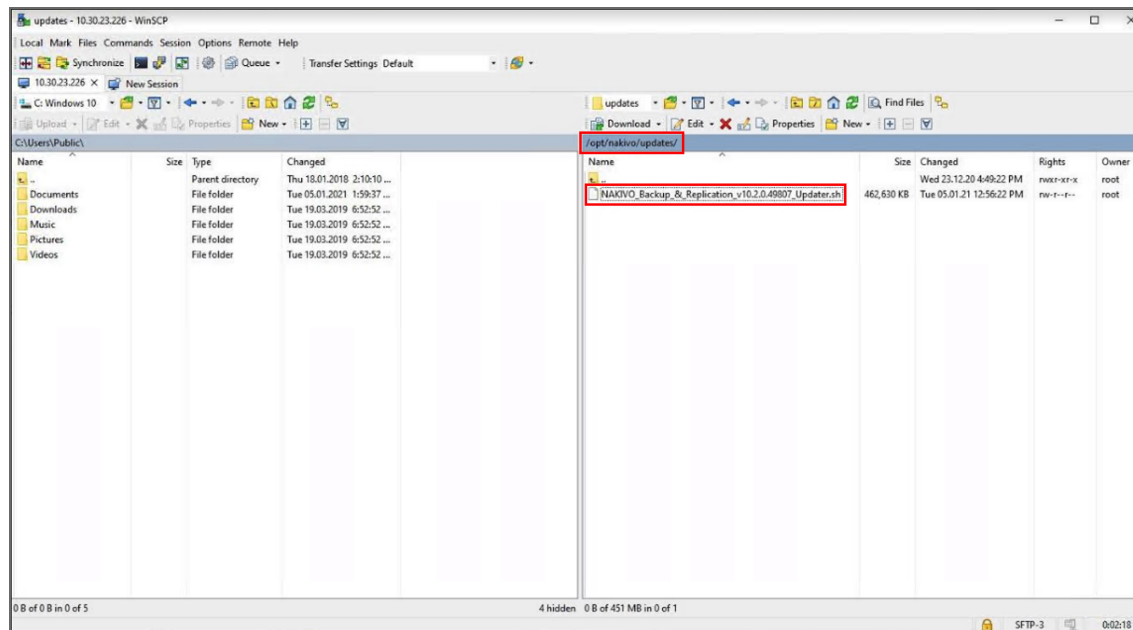 updates - 10.30.23.226 - WinSCP
Local Mark Files Commands Session Options Remote Help
Synchronize Queue Transfer Settings Default
10.30.23.226 × New Session
C: Windows 10
updates Find Files
Upload Edit Properties New
Download Edit Properties New
C:\Users\Public\
/opt/nakivo/updates/
Name Size Type Changed
.. Parent directory Thu 18.01.2018 2:10:10 ...
Documents File folder Tue 05.01.2021 1:59:37 ...
Downloads File folder Tue 19.03.2019 6:52:52 ...
Music File folder Tue 19.03.2019 6:52:52 ...
Pictures File folder Tue 19.03.2019 6:52:52 ...
Videos File folder Tue 19.03.2019 6:52:52 ...
Name Size Changed Rights Owner
.. Wed 23.12.20 4:49:22 PM rwxr-xr-x root
NAKIVO_Backup_&_Replication_v10.2.0.49807_Updater.sh 462,630 KB Tue 05.01.21 12:56:22 PM rw-r--r-- root
0 B of 0 B in 0 of 5 4 hidden
0 B of 451 MB in 0 of 1
SFTP-3 0:02:18